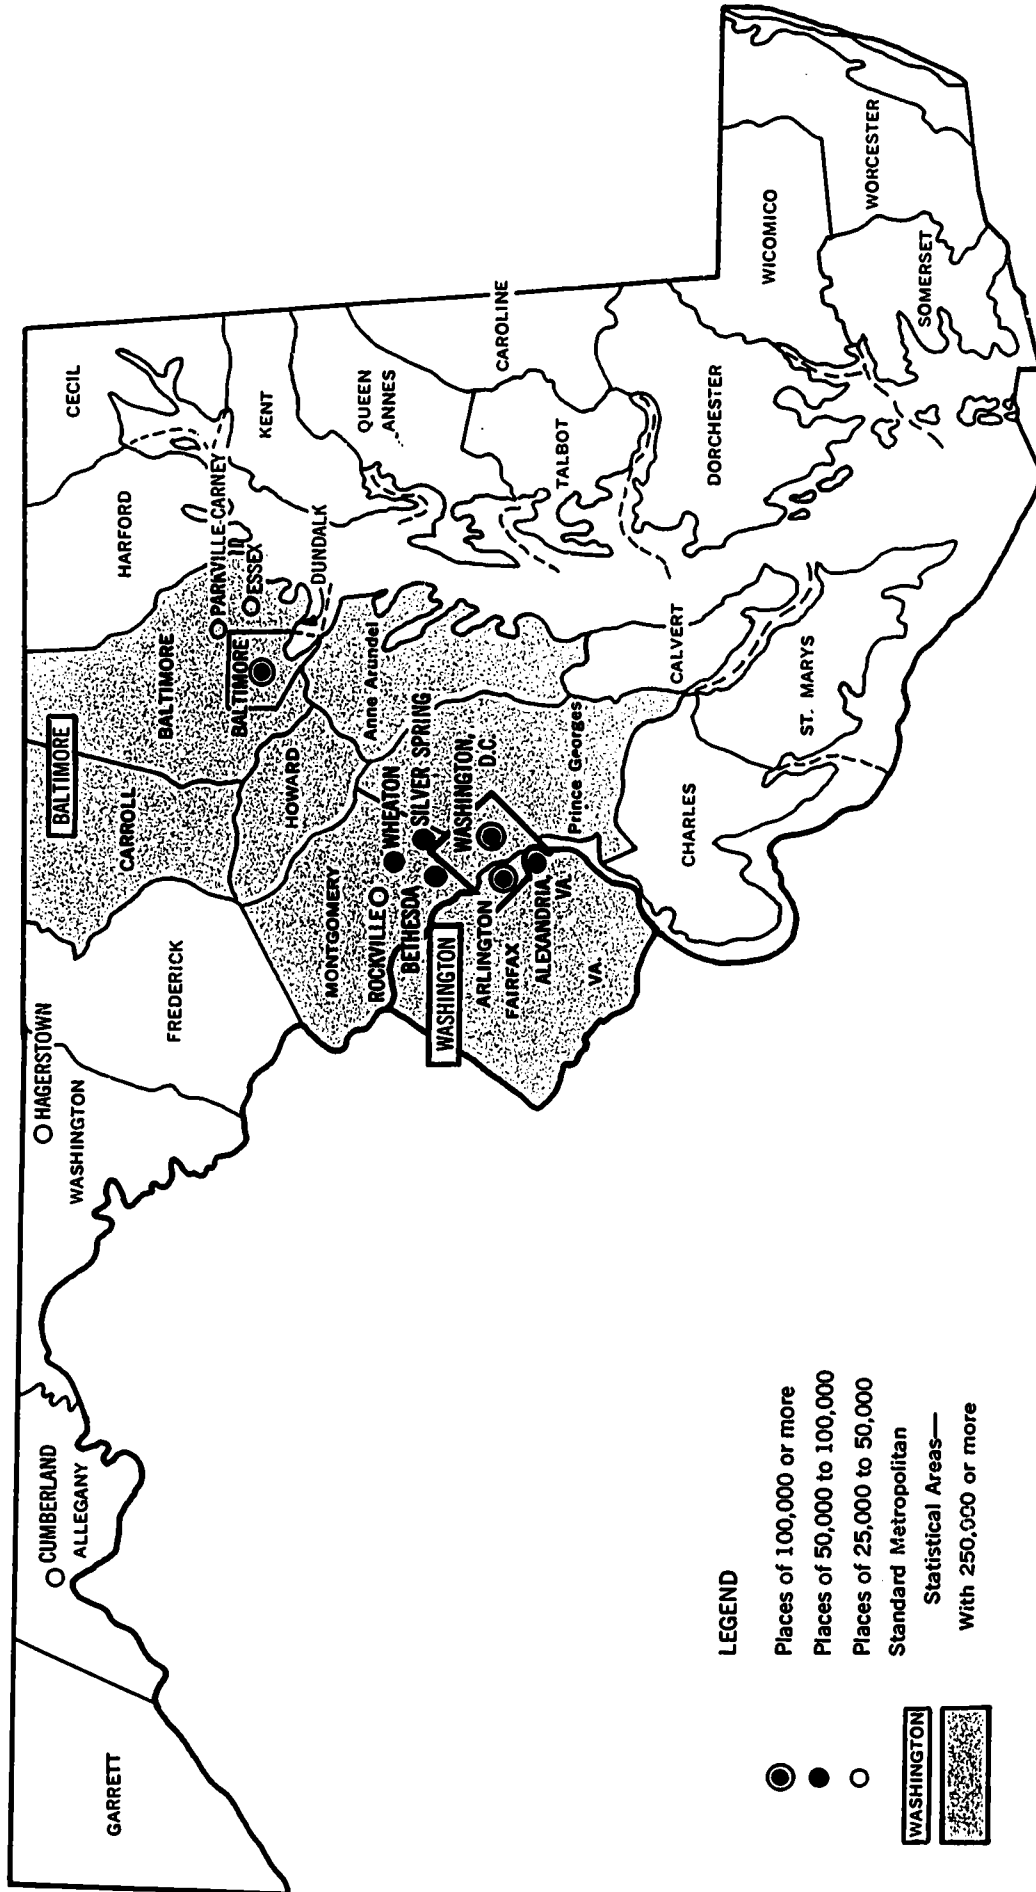 GARRETT
CUMBERLAND
ALLEGANY
HAGERSTOWN
WASHINGTON
FREDERICK
BALTIMORE
CARROLL
BALTIMORE
HARFORD
CECIL
PARKVILLE-CARNEY
ESSEX
BALTIMORE
DUNDALK
KENT
HOWARD
Anne Arundel
QUEEN
ANNES
MONTGOMERY
ROCKVILLE
WHEATON
BETHESDA
SILVER SPRING
WASHINGTON
WASHINGTON,
D.C.
ARLINGTON
FAIRFAX
ALEXANDRIA,
VA.
VA.
Prince Georges
CAROLINE
TALBOT
CALVERT
CHARLES
ST. MARYS
DORCHESTER
WICOMICO
WORCESTER
SOMERSET
LEGEND
Places of 100,000 or more
Places of 50,000 to 100,000
Places of 25,000 to 50,000
Standard Metropolitan
Statistical Areas—
With 250,000 or more
WASHINGTON